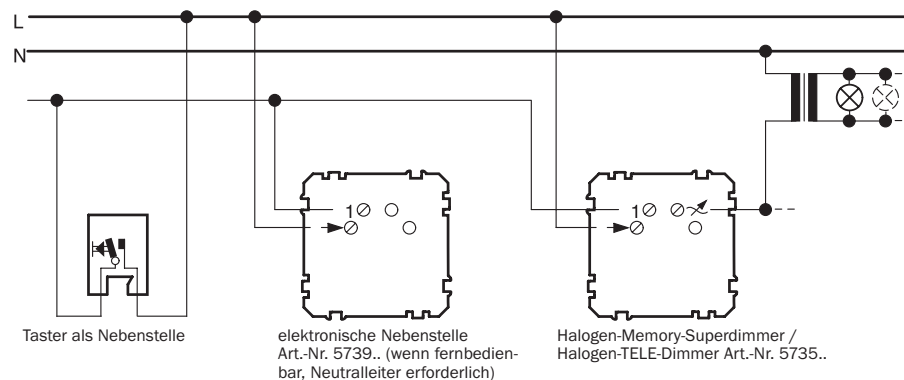 L
N
1
1
Taster als Nebenstelle
elektronische Nebenstelle
Art.-Nr. 5739.. (wenn fernbedien-
bar, Neutralleiter erforderlich)
Halogen-Memory-Superdimmer /
Halogen-TELE-Dimmer Art.-Nr. 5735..